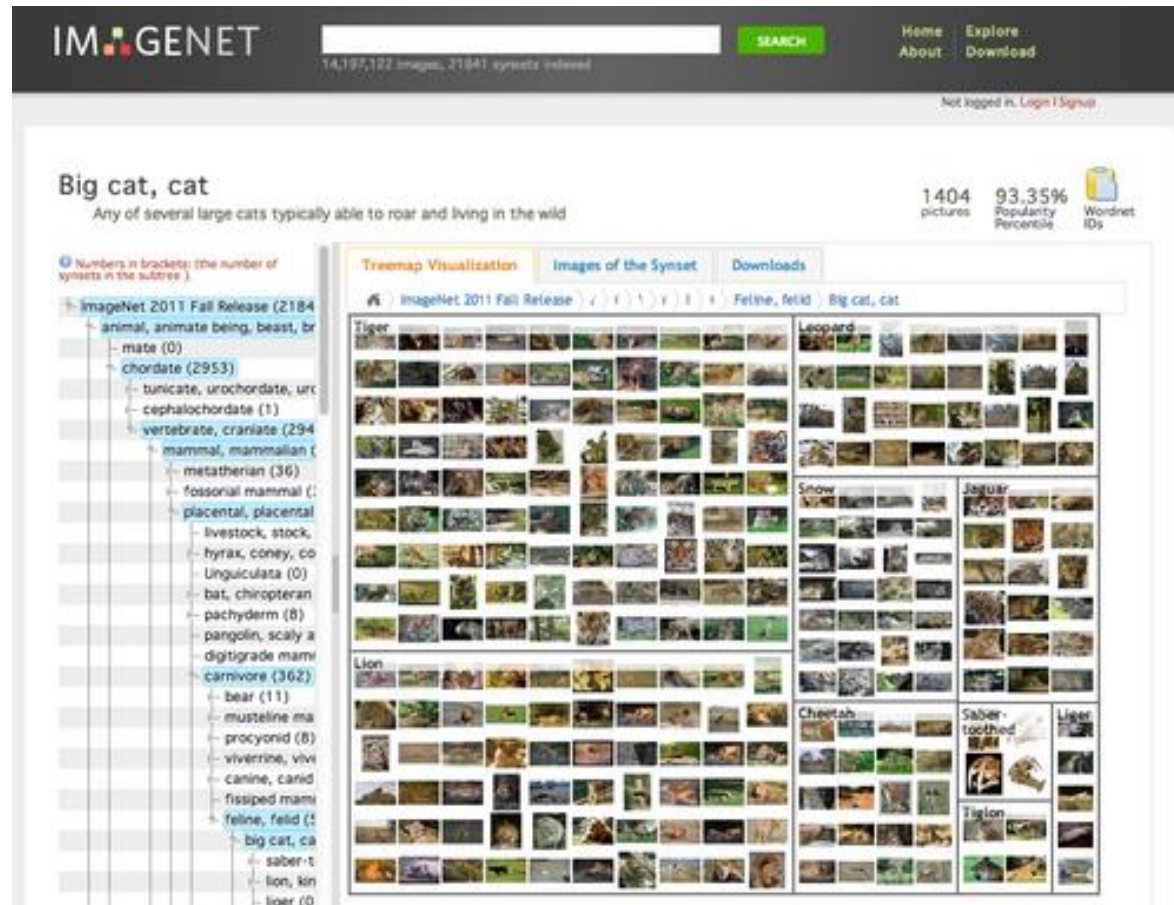 IMAGENET
SEARCH
Home Explore
About Download
14,197,122 images, 21841 synsets indexed
Not logged in. Login I Signup
Big cat, cat
Any of several large cats typically able to roar and living in the wild
1404
pictures
93.35%
Popularity
Percentile
Wordnet
IDs
Numbers in brackets: (the number of
synsets in the subtree ).
ImageNet 2011 Fall Release (2184
animal, animate being, beast, br
mate (0)
chordate (2953)
tunicate, urochordate, uro
cephalochordate (1)
vertebrate, craniate (294
mammal, mammalian (
metatherian (36)
fossorial mammal (
placental, placental
livestock, stock,
hyrax, coney, co
Unguiculata (0)
bat, chiropteran
pachyderm (8)
pangolin, scaly a
digitigrade mam
carnivore (362)
bear (11)
musteline ma
procyonid (8)
viverrine, vive
canine, canid
fissiped mam
feline, felid (
big cat, ca
saber-t
lion, kin
liger (0
Treemap Visualization Images of the Synset Downloads
ImageNet 2011 Fall Release Feline, felid Big cat, cat
Tiger
Leopard
Snow
Jaguar
Lion
Cheetah
Saber-
toothed
Liger
Tiglon